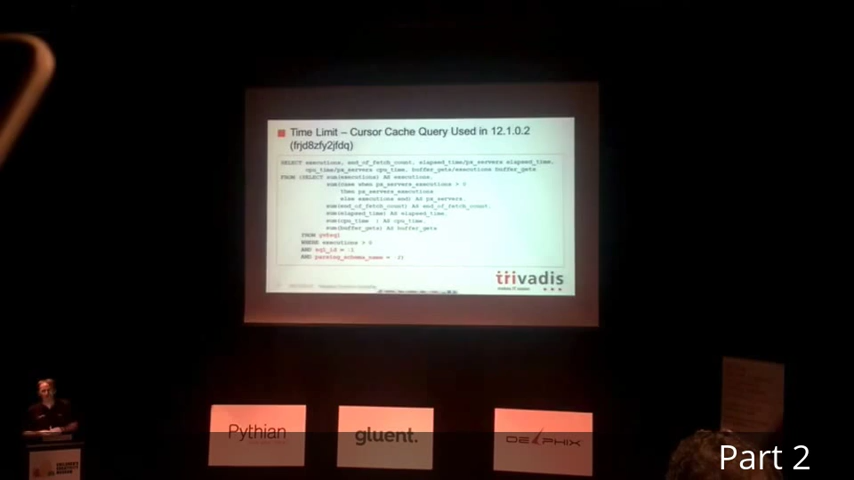 Time Limit – Cursor Cache Query Used in 12.1.0.2
(frjd8zfy2jfdq)
SELECT executions, end_of_fetch_count, elapsed_time/px_servers elapsed_time,
cpu_time/px_servers cpu_time, buffer_gets/executions buffer_gets
FROM (SELECT sum(executions) AS executions,
sum(case when px_servers_executions > 0
then px_servers_executions
else executions end) AS px_servers,
sum(end_of_fetch_count) AS end_of_fetch_count,
sum(elapsed_time) AS elapsed_time,
sum(cpu_time ) AS cpu_time,
sum(buffer_gets) AS buffer_gets
FROM gv$sql
WHERE executions > 0
AND sql_id = :1
AND parsing_schema_name = :2)
trivadis
Pythian
gluent.
DELPHIX
Part 2